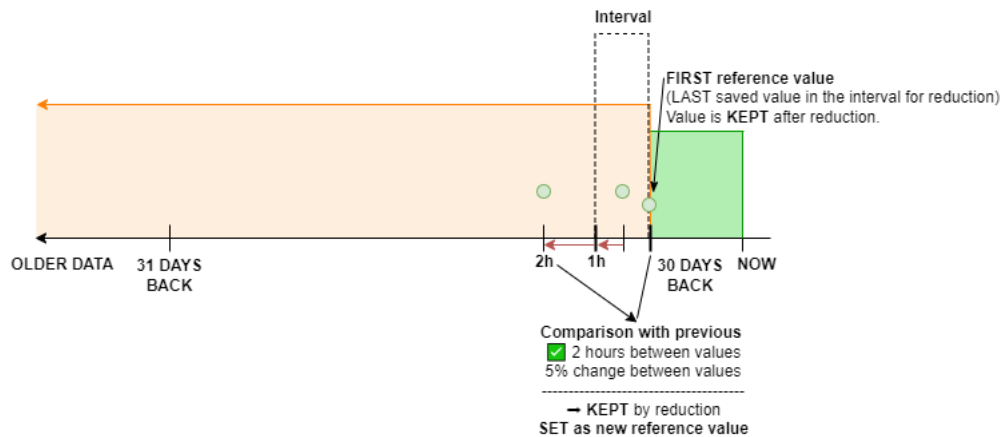 Interval
FIRST reference value
(LAST saved value in the interval for reduction)
Value is KEPT after reduction.
OLDER DATA
31 DAYS
BACK
2h
1h
30 DAYS
BACK
NOW
Comparison with previous
✅ 2 hours between values
5% change between values
➞ KEPT by reduction
SET as new reference value